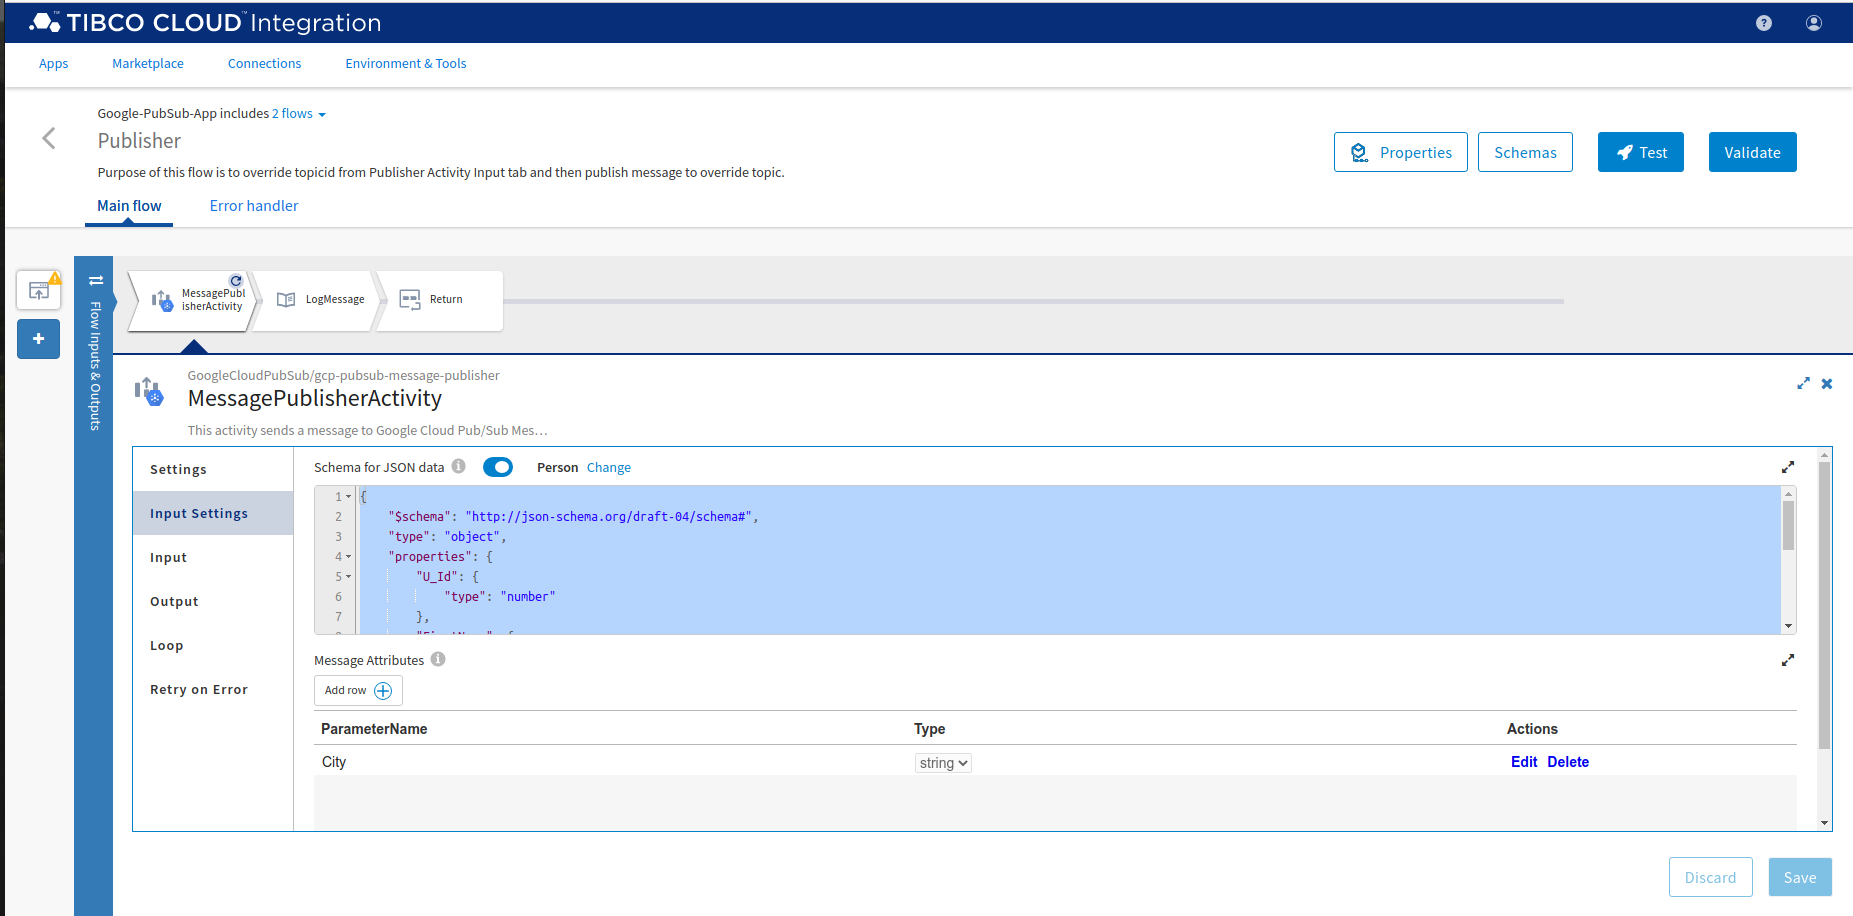 TIBCO CLOUD™ Integration
Apps Marketplace Connections Environment & Tools
Google-PubSub-App includes 2 flows
Publisher
Purpose of this flow is to override topicid from Publisher Activity Input tab and then publish message to override topic.
Properties Schemas Test Validate
Main flow Error handler
Flow Inputs & Outputs
MessagePubl
isherActivity
LogMessage
Return
GoogleCloudPubSub/gcp-pubsub-message-publisher
MessagePublisherActivity
This activity sends a message to Google Cloud Pub/Sub Mes…
Settings
Input Settings
Input
Output
Loop
Retry on Error
Schema for JSON data Person Change
1 {
2 "$schema": "http://json-schema.org/draft-04/schema#",
3 "type": "object",
4 "properties": {
5 "U_Id": {
6 "type": "number"
7 },
Message Attributes
Add row
ParameterName Type Actions
City string Edit Delete
Discard Save